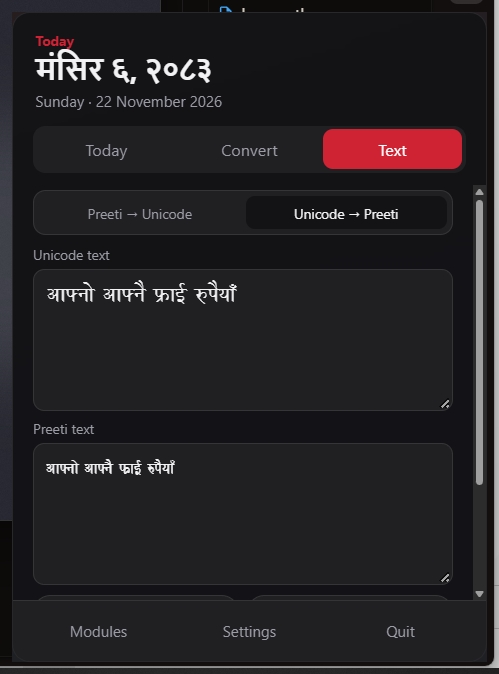 Today
मंसिर ६, २०८३
Sunday · 22 November 2026
Today
Convert
Text
Preeti → Unicode
Unicode → Preeti
Unicode text
आफ्नो आफ्नै फ्राई रुपैयाँ
Preeti text
आफ्नो आफ्नै फ्राई रुपैयाँ
Modules
Settings
Quit